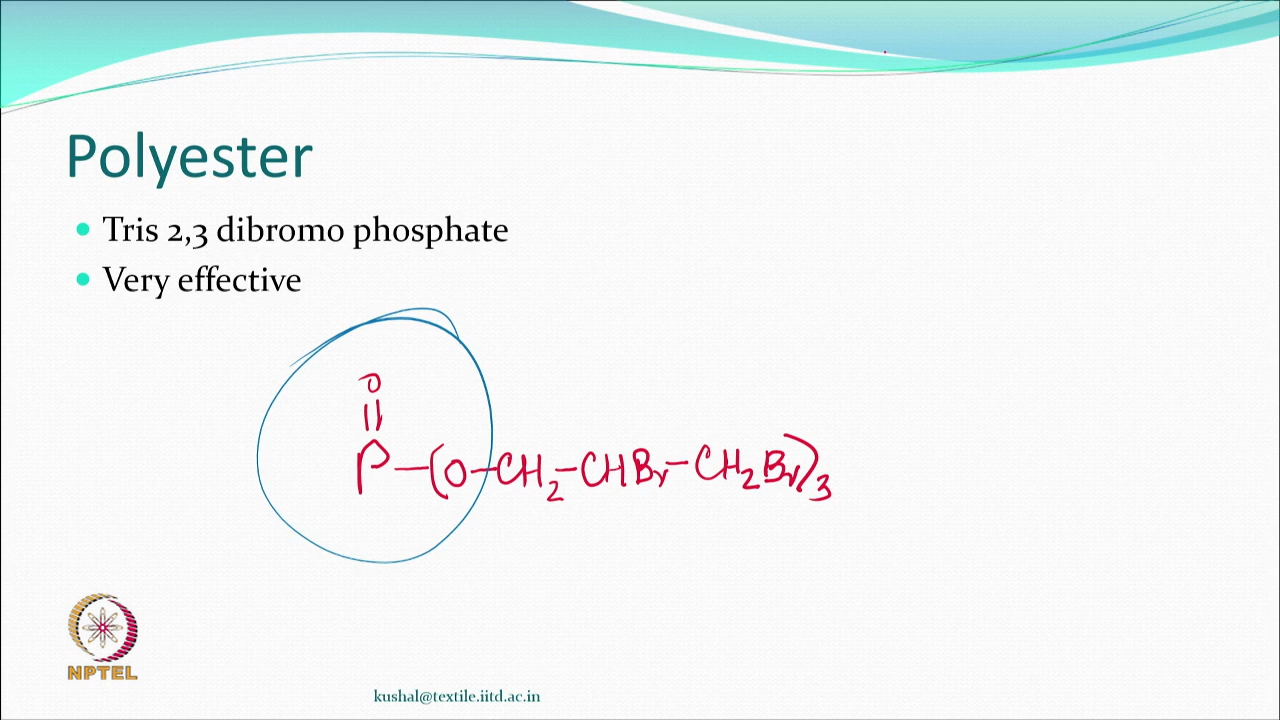 Polyester
Tris 2,3 dibromo phosphate
Very effective
O
||
P-(O-CH₂-CHBr-CH₂Br)₃
NPTEL
kushal@textile.iitd.ac.in